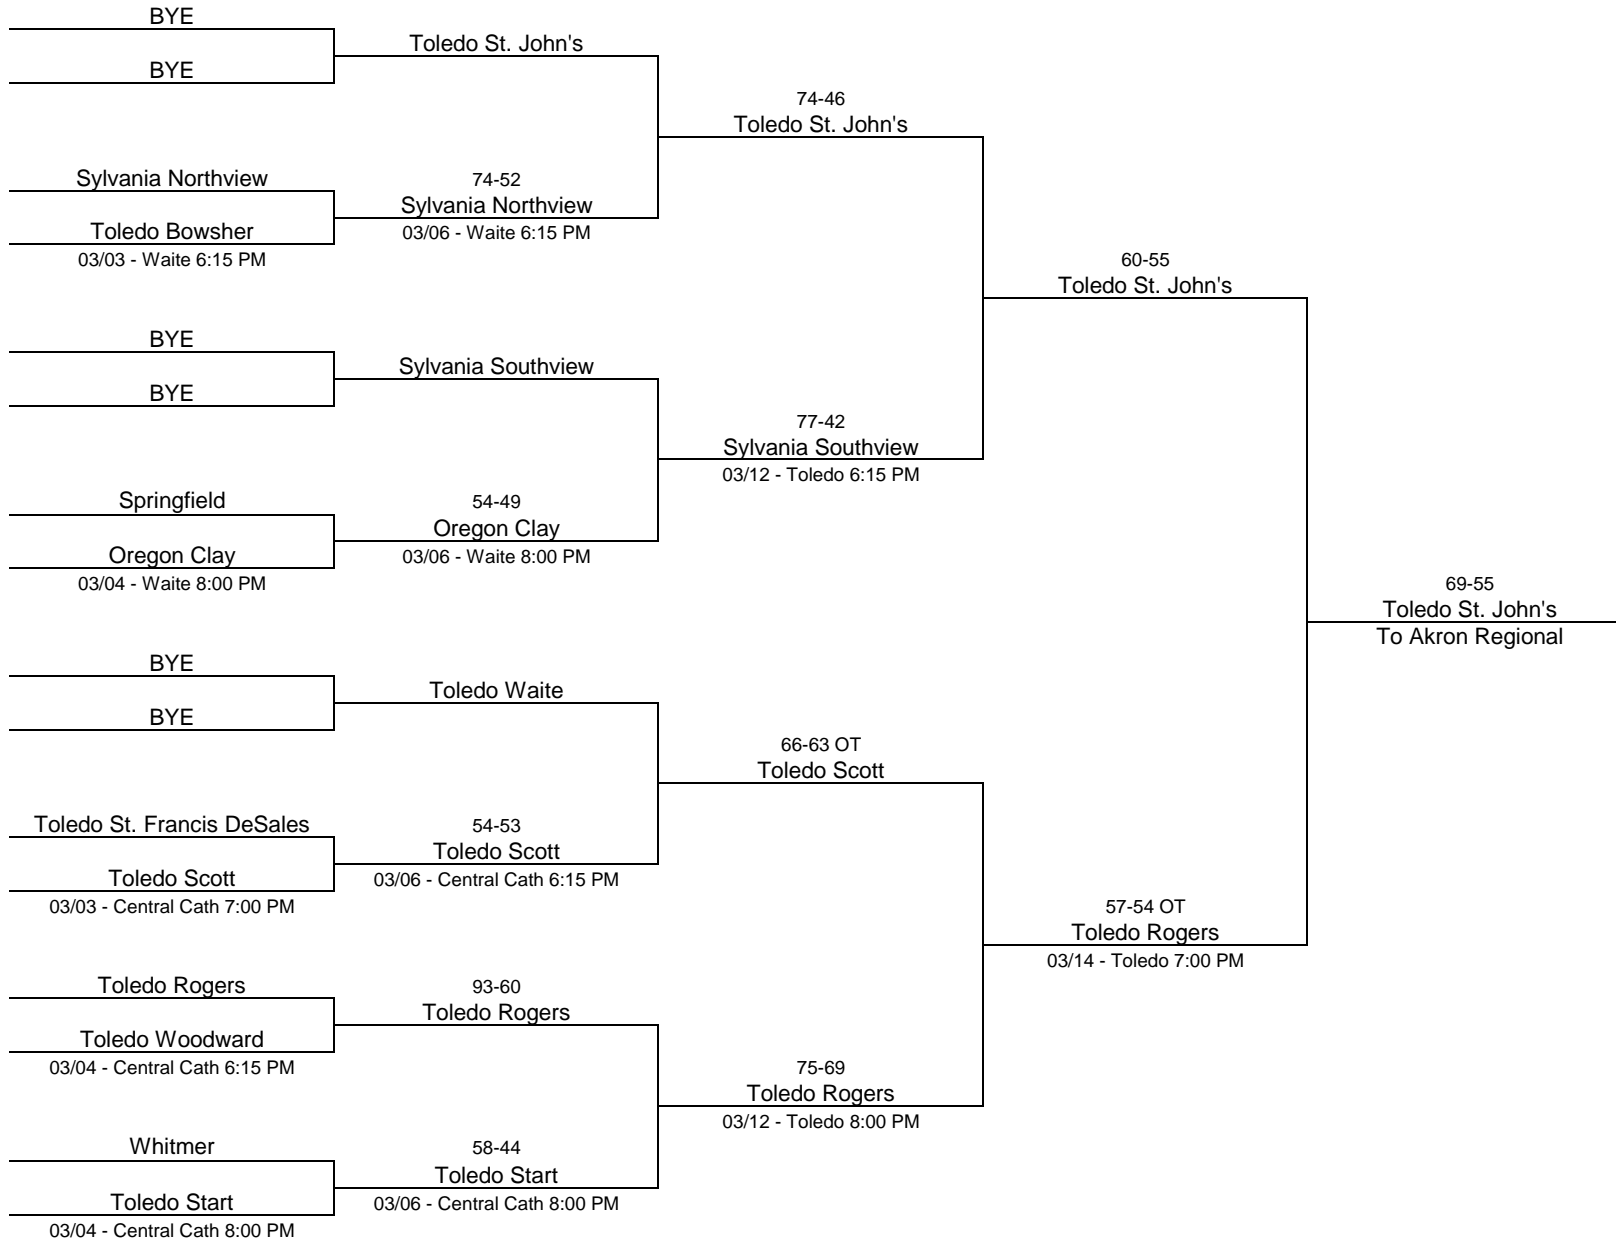 BYE
BYE
Sylvania Northview
Toledo Bowsher
03/03 - Waite 6:15 PM
BYE
BYE
Springfield
Oregon Clay
03/04 - Waite 8:00 PM
BYE
BYE
Toledo St. Francis DeSales
Toledo Scott
03/03 - Central Cath 7:00 PM
Toledo Rogers
Toledo Woodward
03/04 - Central Cath 6:15 PM
Whitmer
Toledo Start
03/04 - Central Cath 8:00 PM
Toledo St. John's
74-52
Sylvania Northview
03/06 - Waite 6:15 PM
Sylvania Southview
54-49
Oregon Clay
03/06 - Waite 8:00 PM
Toledo Waite
54-53
Toledo Scott
03/06 - Central Cath 6:15 PM
93-60
Toledo Rogers
58-44
Toledo Start
03/06 - Central Cath 8:00 PM
74-46
Toledo St. John's
77-42
Sylvania Southview
03/12 - Toledo 6:15 PM
66-63 OT
Toledo Scott
75-69
Toledo Rogers
03/12 - Toledo 8:00 PM
60-55
Toledo St. John's
57-54 OT
Toledo Rogers
03/14 - Toledo 7:00 PM
69-55
Toledo St. John's
To Akron Regional